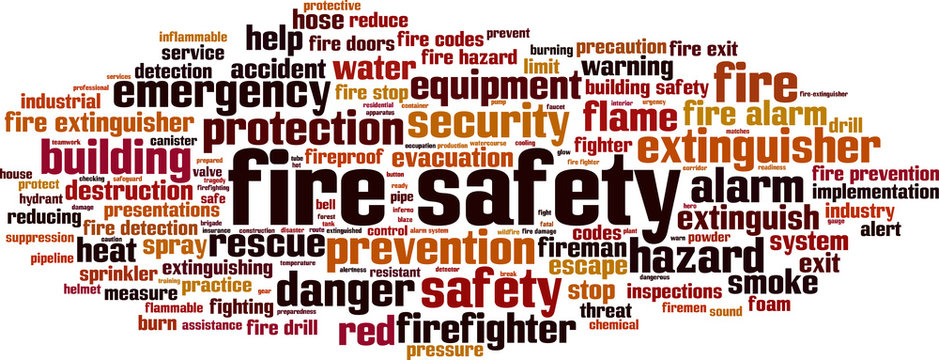 protective
hose reduce
inflammable help fire doors fire codes prevent
service fire hazard burning precaution fire exit
detection accident water limit warning
services professional emergency fire stop equipment building safety fire fire-extinguisher
industrial residential container pump faucet interior urgency
fire extinguisher protection apparatus security flame fire alarm drill
teamwork canister occupation production watercourse cooling fighter matches
building prepared tube fireproof evacuation glow fire fighter extinguisher
house checking safeguard valve hot button corridor readiness fire prevention
protect destruction tragedy firefighting bell fire safety ready pipe alarm implementation
hydrant damage safe forest inferno hero
reducing presentations brigade tank blaze fight fatal extinguish industry gauge
suppression fire detection insurance construction disaster route extinguished control alarm system wildfire fire damage codes plant alert
pipeline heat caution spray rescue prevention fireman worn powder system
sprinkler extinguishing temperature alertness resistant detector break escape hazard dangerous exit
helmet training practice gear danger safety stop inspections smoke
measure flammable fighting preparedness threat firemen sound foam
burn assistance fire drill red firefighter chemical
pressure